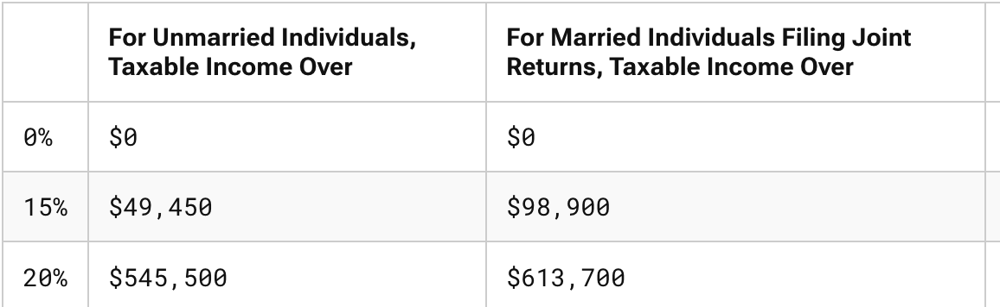 For Unmarried Individuals,
Taxable Income Over
For Married Individuals Filing Joint
Returns, Taxable Income Over
0%
$0
$0
15%
$49,450
$98,900
20%
$545,500
$613,700